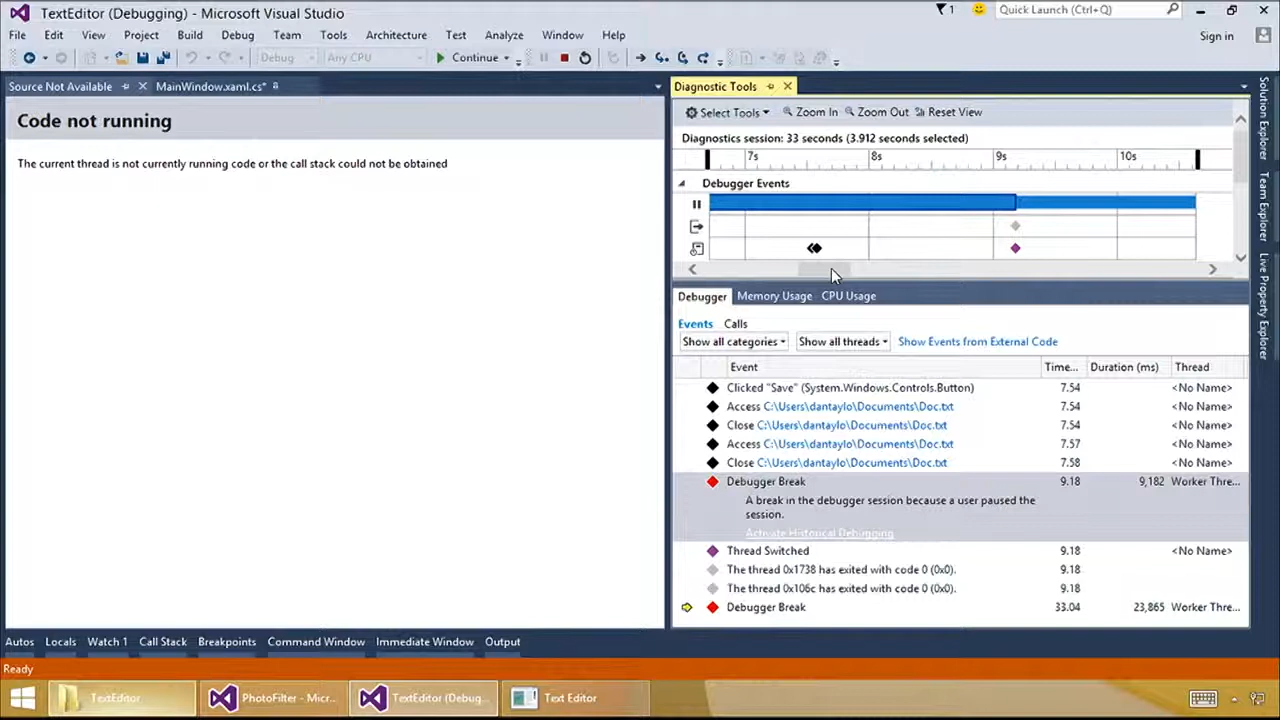 TextEditor (Debugging) - Microsoft Visual Studio
1
Quick Launch (Ctrl+Q)
File Edit View Project Build Debug Team Tools Architecture Test Analyze Window Help
Sign in
Debug Any CPU Continue
Source Not Available MainWindow.xaml.cs*
Code not running
The current thread is not currently running code or the call stack could not be obtained
Diagnostic Tools
Select Tools Zoom In Zoom Out Reset View
Diagnostics session: 33 seconds (3.912 seconds selected)
7s 8s 9s 10s
Debugger Events
Debugger Memory Usage CPU Usage
Events Calls
Show all categories Show all threads Show Events from External Code
Event Time... Duration (ms) Thread
Clicked "Save" (System.Windows.Controls.Button) 7.54 <No Name>
Access C:\Users\dantaylo\Documents\Doc.txt 7.54 <No Name>
Close C:\Users\dantaylo\Documents\Doc.txt 7.54 <No Name>
Access C:\Users\dantaylo\Documents\Doc.txt 7.57 <No Name>
Close C:\Users\dantaylo\Documents\Doc.txt 7.58 <No Name>
Debugger Break 9.18 9,182 Worker Thre...
A break in the debugger session because a user paused the
session.
Activate Historical Debugging
Thread Switched 9.18 <No Name>
The thread 0x1738 has exited with code 0 (0x0). 9.18
The thread 0x106c has exited with code 0 (0x0). 9.18
Debugger Break 33.04 23,865 Worker Thre...
Solution Explorer
Team Explorer
Live Property Explorer
Autos Locals Watch 1 Call Stack Breakpoints Command Window Immediate Window Output
Ready
TextEditor PhotoFilter - Micr... TextEditor (Debug... Text Editor